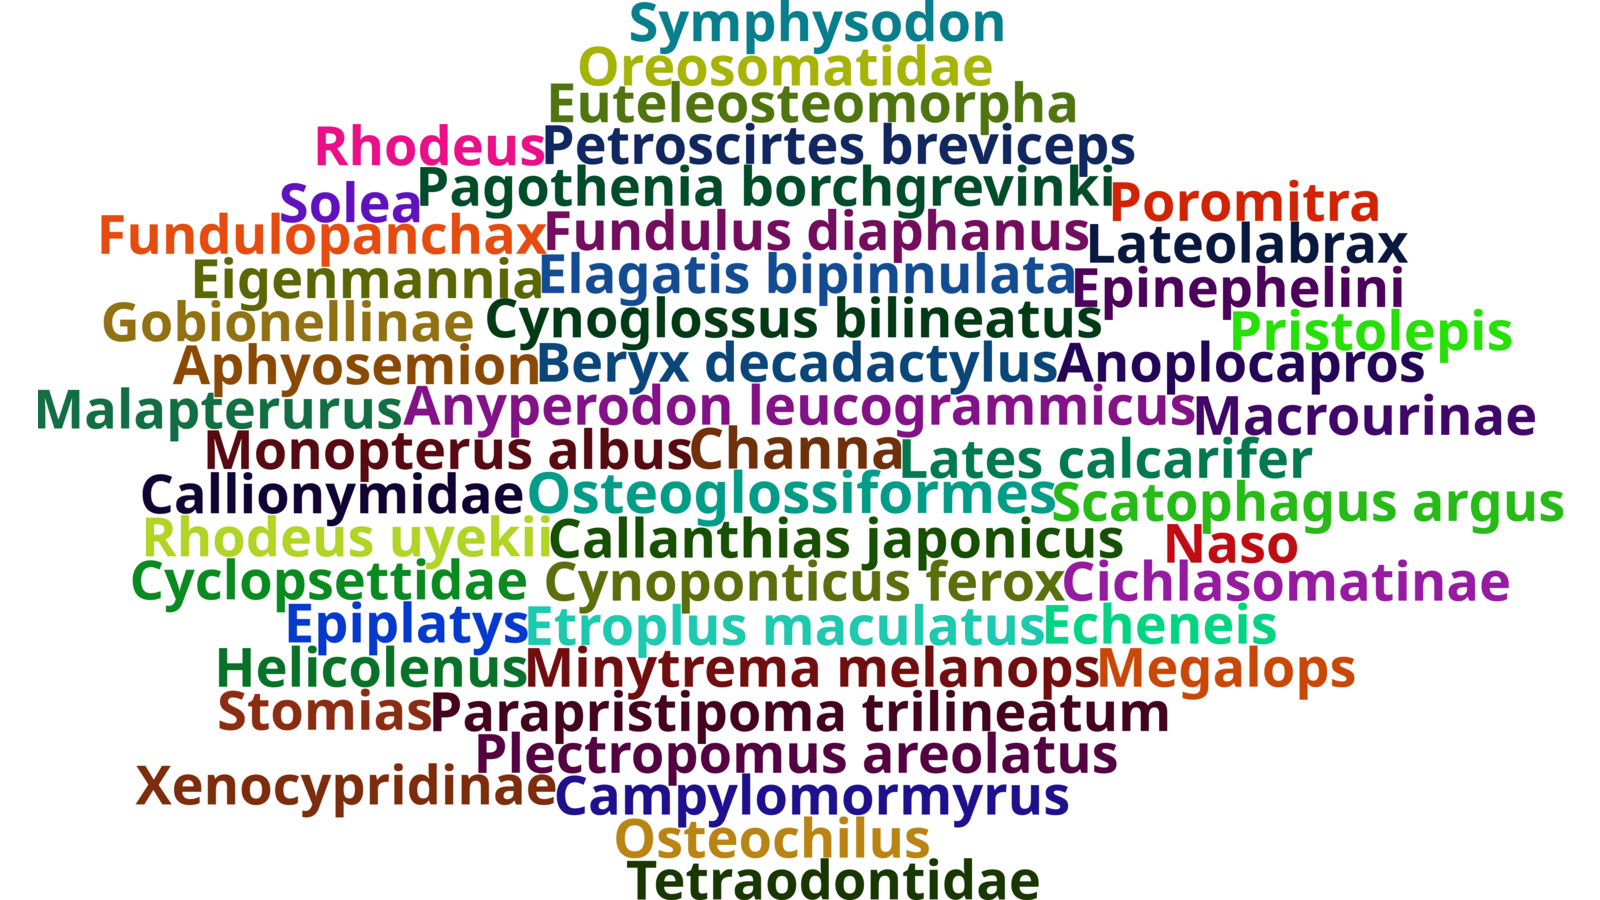 Symphysodon
Oreosomatidae
Euteleosteomorpha
Rhodeus
Petroscirtes breviceps
Pagothenia borchgrevinki
Solea
Poromitra
Fundulopanchax
Fundulus diaphanus
Lateolabrax
Eigenmannia
Elagatis bipinnulata
Epinephelini
Gobionellinae
Cynoglossus bilineatus
Pristolepis
Aphyosemion
Beryx decadactylus
Anoplocapros
Malapterurus
Anyperodon leucogrammicus
Macrourinae
Monopterus albus
Channa
Lates calcarifer
Callionymidae
Osteoglossiformes
Scatophagus argus
Rhodeus uyekii
Callanthias japonicus
Naso
Cyclopsettidae
Cynoponticus ferox
Cichlasomatinae
Epiplatys
Etroplus maculatus
Echeneis
Helicolenus
Minytrema melanops
Megalops
Stomias
Parapristipoma trilineatum
Plectropomus areolatus
Xenocypridinae
Campylomormyrus
Osteochilus
Tetraodontidae